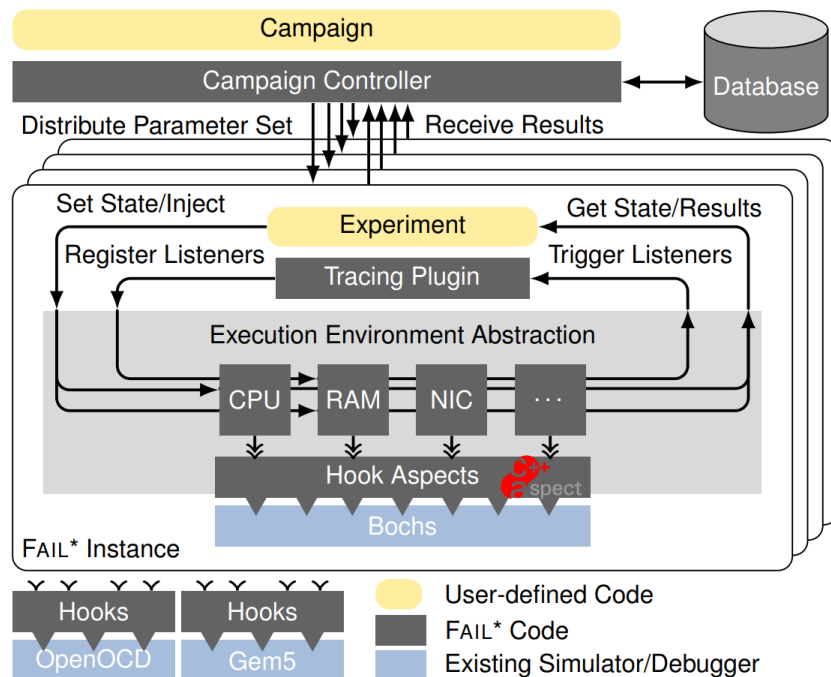 Campaign
Campaign Controller
Database
Distribute Parameter Set
Receive Results
Set State/Inject
Experiment
Get State/Results
Register Listeners
Tracing Plugin
Trigger Listeners
Execution Environment Abstraction
CPU
RAM
NIC
...
Hook Aspects
c++
aspect
Bochs
FAIL* Instance
Hooks
Hooks
OpenOCD
Gem5
User-defined Code
FAIL* Code
Existing Simulator/Debugger